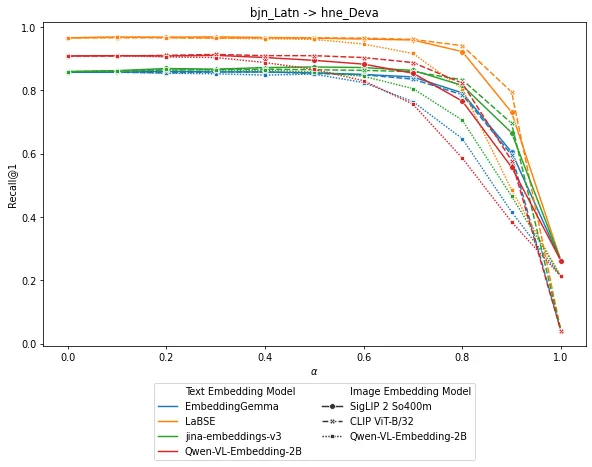 bjn_Latn -> hne_Deva
1.0
0.8
0.6
0.4
0.2
0.0
Recall@1
0.0 0.2 0.4 0.6 0.8 1.0
α
Text Embedding Model Image Embedding Model
EmbeddingGemma SigLIP 2 So400m
LaBSE CLIP ViT-B/32
jina-embeddings-v3 Qwen-VL-Embedding-2B
Qwen-VL-Embedding-2B